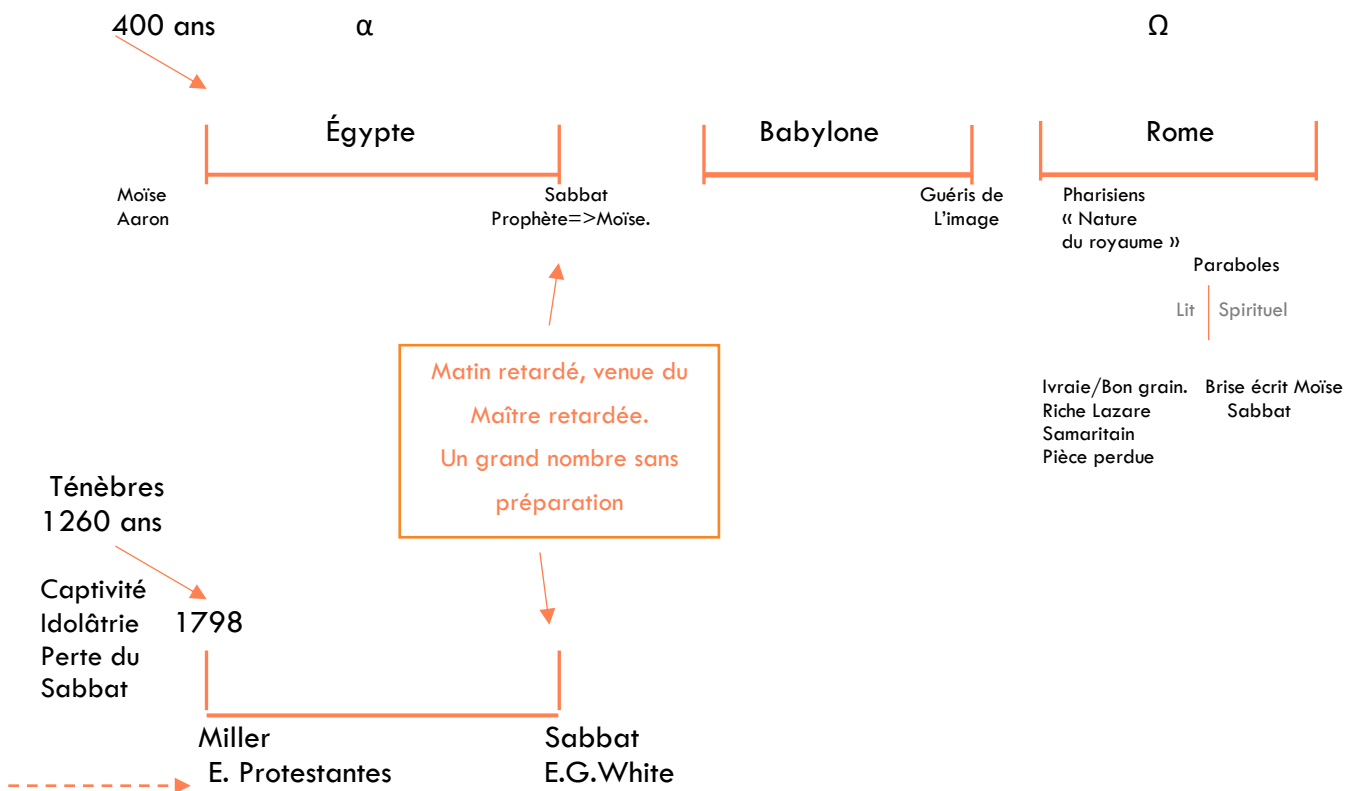 400 ans
α
Ω
Égypte
Babylone
Rome
Moïse
Aaron
Sabbat
Prophète=>Moïse.
Guéris de
L'image
Pharisiens
« Nature
du royaume »
Paraboles
Lit
Spirituel
Ivraie/Bon grain.
Riche Lazare
Samaritain
Pièce perdue
Brise écrit Moïse
Sabbat
Matin retardé, venue du
Maître retardée.
Un grand nombre sans
préparation
Ténèbres
1260 ans
Captivité
Idolâtrie
Perte du
Sabbat
1798
Miller
E. Protestantes
Sabbat
E.G.White